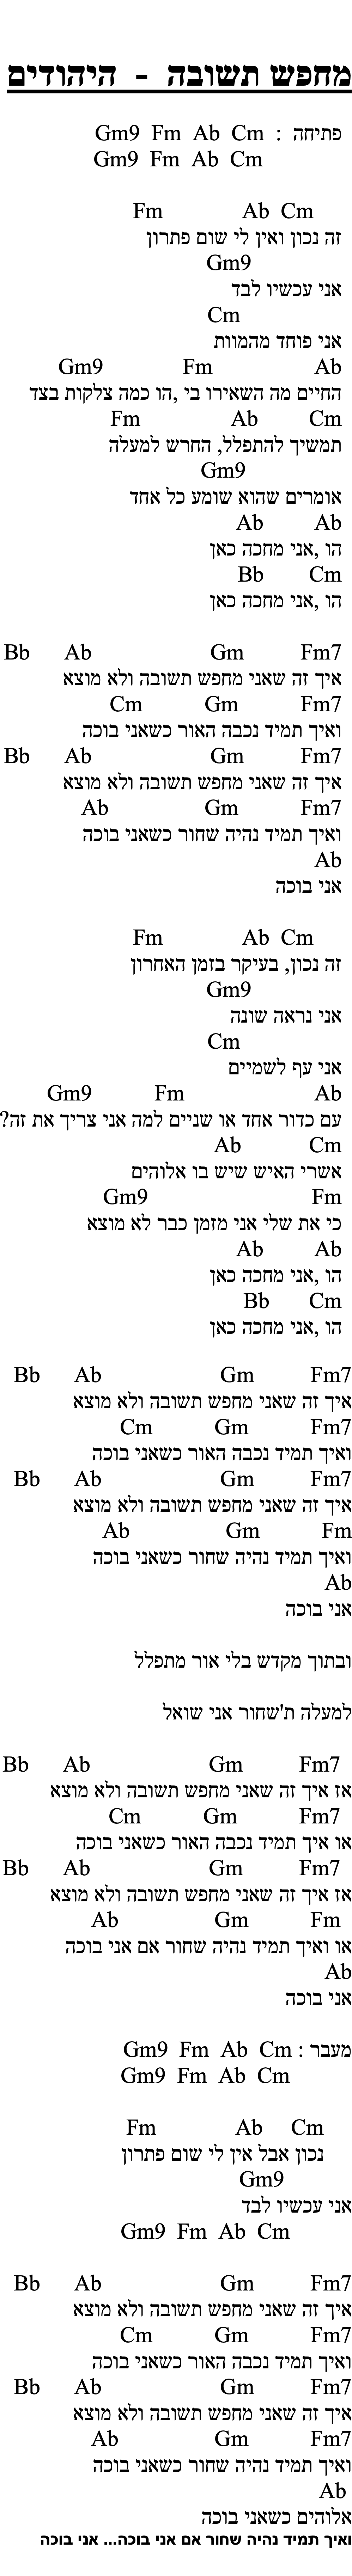 מחפש תשובה - היהודים
פתיחה : Gm9 Fm Ab Cm
Gm9 Fm Ab Cm
Fm Ab Cm
זה נכון ואין לי שום פתרון
Gm9
אני עכשיו לבד
Cm
אני פוחד מהמוות
Gm9 Fm Ab
החיים מה השאירו בי ,הו כמה צלקות בצד
Fm Ab Cm
תמשיך להתפלל, החרש למעלה
Gm9
אומרים שהוא שומע כל אחד
Ab Ab
הו ,אני מחכה כאן
Bb Cm
הו ,אני מחכה כאן
Bb Ab Gm Fm7
איך זה שאני מחפש תשובה ולא מוצא
Cm Gm Fm7
ואיך תמיד נכבה האור כשאני בוכה
Bb Ab Gm Fm7
איך זה שאני מחפש תשובה ולא מוצא
Ab Gm Fm7
ואיך תמיד נהיה שחור כשאני בוכה
Ab
אני בוכה
Fm Ab Cm
זה נכון, בעיקר בזמן האחרון
Gm9
אני נראה שונה
Cm
אני עף לשמיים
Gm9 Fm Ab
עם כדור אחד או שניים למה אני צריך את זה?
Ab Cm
אשרי האיש שיש בו אלוהים
Gm9 Fm
כי את שלי אני מזמן כבר לא מוצא
Ab Ab
הו ,אני מחכה כאן
Bb Cm
הו ,אני מחכה כאן
Bb Ab Gm Fm7
איך זה שאני מחפש תשובה ולא מוצא
Cm Gm Fm7
ואיך תמיד נכבה האור כשאני בוכה
Bb Ab Gm Fm7
איך זה שאני מחפש תשובה ולא מוצא
Ab Gm Fm
ואיך תמיד נהיה שחור כשאני בוכה
Ab
אני בוכה
ובתוך מקדש בלי אור מתפלל
למעלה ת'שחור אני שואל
Bb Ab Gm Fm7
אז איך זה שאני מחפש תשובה ולא מוצא
Cm Gm Fm7
או איך תמיד נכבה האור כשאני בוכה
Bb Ab Gm Fm7
אז איך זה שאני מחפש תשובה ולא מוצא
Ab Gm Fm
או ואיך תמיד נהיה שחור אם אני בוכה
Ab
אני בוכה
מעבר : Gm9 Fm Ab Cm
Gm9 Fm Ab Cm
Fm Ab Cm
נכון אבל אין לי שום פתרון
Gm9
אני עכשיו לבד
Gm9 Fm Ab Cm
Bb Ab Gm Fm7
איך זה שאני מחפש תשובה ולא מוצא
Cm Gm Fm7
ואיך תמיד נכבה האור כשאני בוכה
Bb Ab Gm Fm7
איך זה שאני מחפש תשובה ולא מוצא
Ab Gm Fm7
ואיך תמיד נהיה שחור כשאני בוכה
Ab
אלוהים כשאני בוכה
ואיך תמיד נהיה שחור אם אני בוכה... אני בוכה